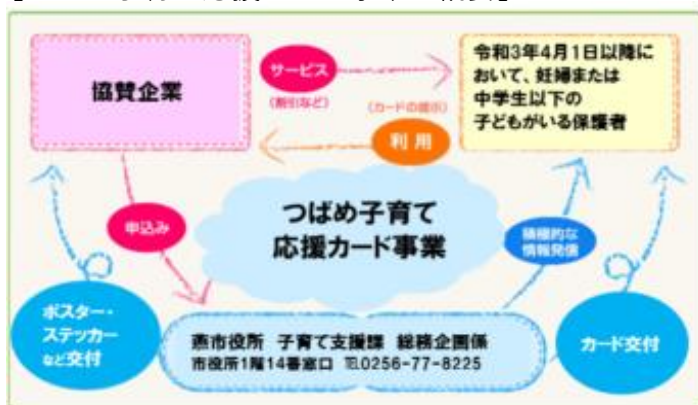 協賛企業
サービス
(割引など)
(カードの提示)
利用
令和3年4月1日以降に
おいて、妊婦または
中学生以下の
子どもがいる保護者
申込み
つばめ子育て
応援カード事業
積極的な
情報発信
ポスター・
ステッカー
など交付
燕市役所 子育て支援課 総務企画係
市役所1階14番窓口 ℡0256-77-8225
カード交付